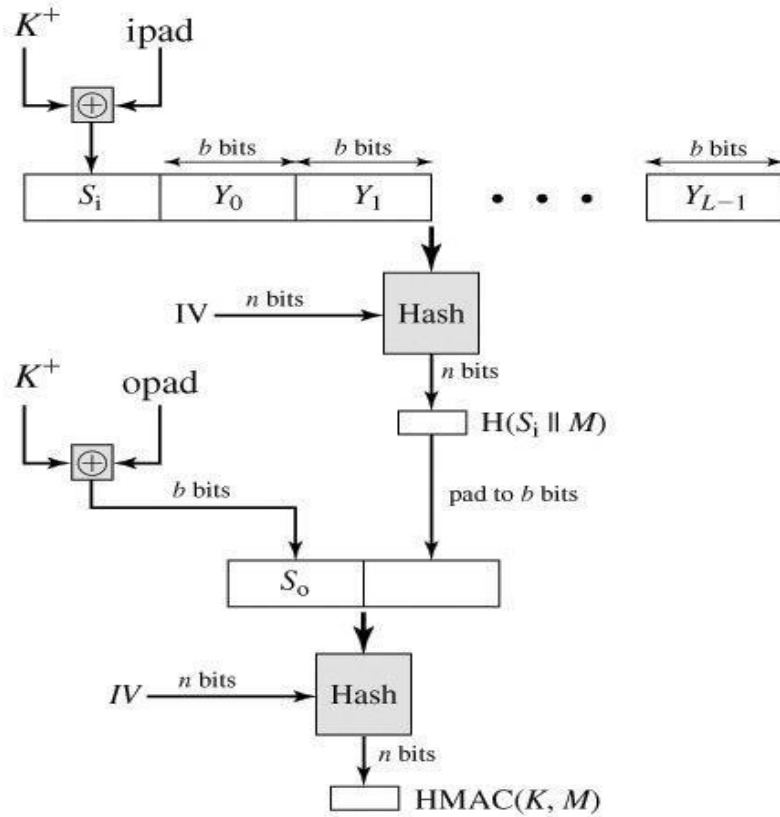 K⁺ ipad
⊕
b bits b bits b bits
Sᵢ Y₀ Y₁ • • • Y_{L−1}
IV n bits Hash
n bits
K⁺ opad
H(Sᵢ || M)
⊕
b bits pad to b bits
Sₒ
IV n bits Hash
n bits
HMAC(K, M)